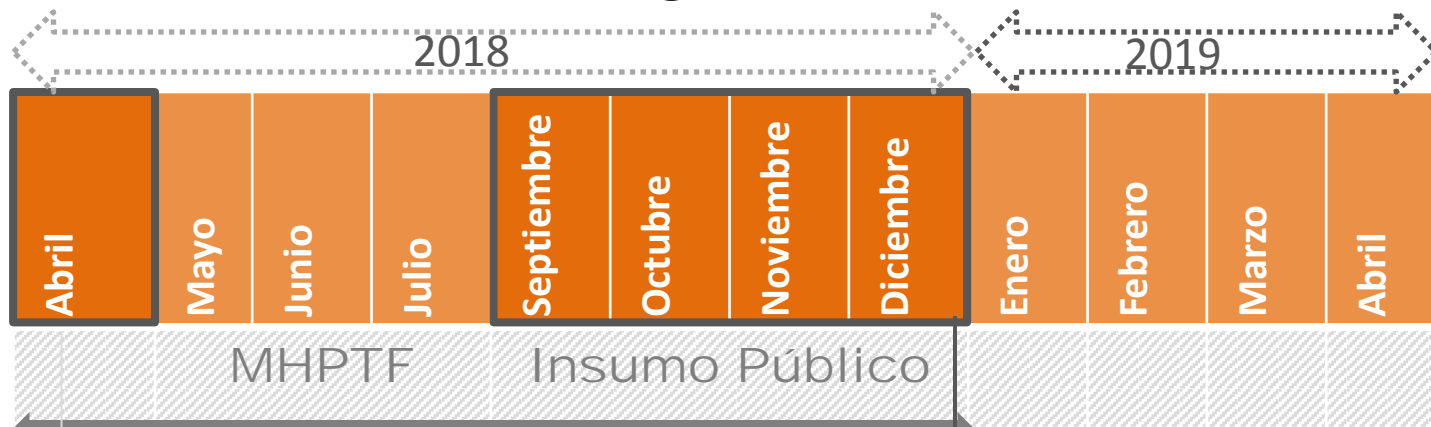 2018
2019
Abril
Mayo
Junio
Julio
Septiembre
Octubre
Noviembre
Diciembre
Enero
Febrero
Marzo
Abril
MHPTF
Insumo Público